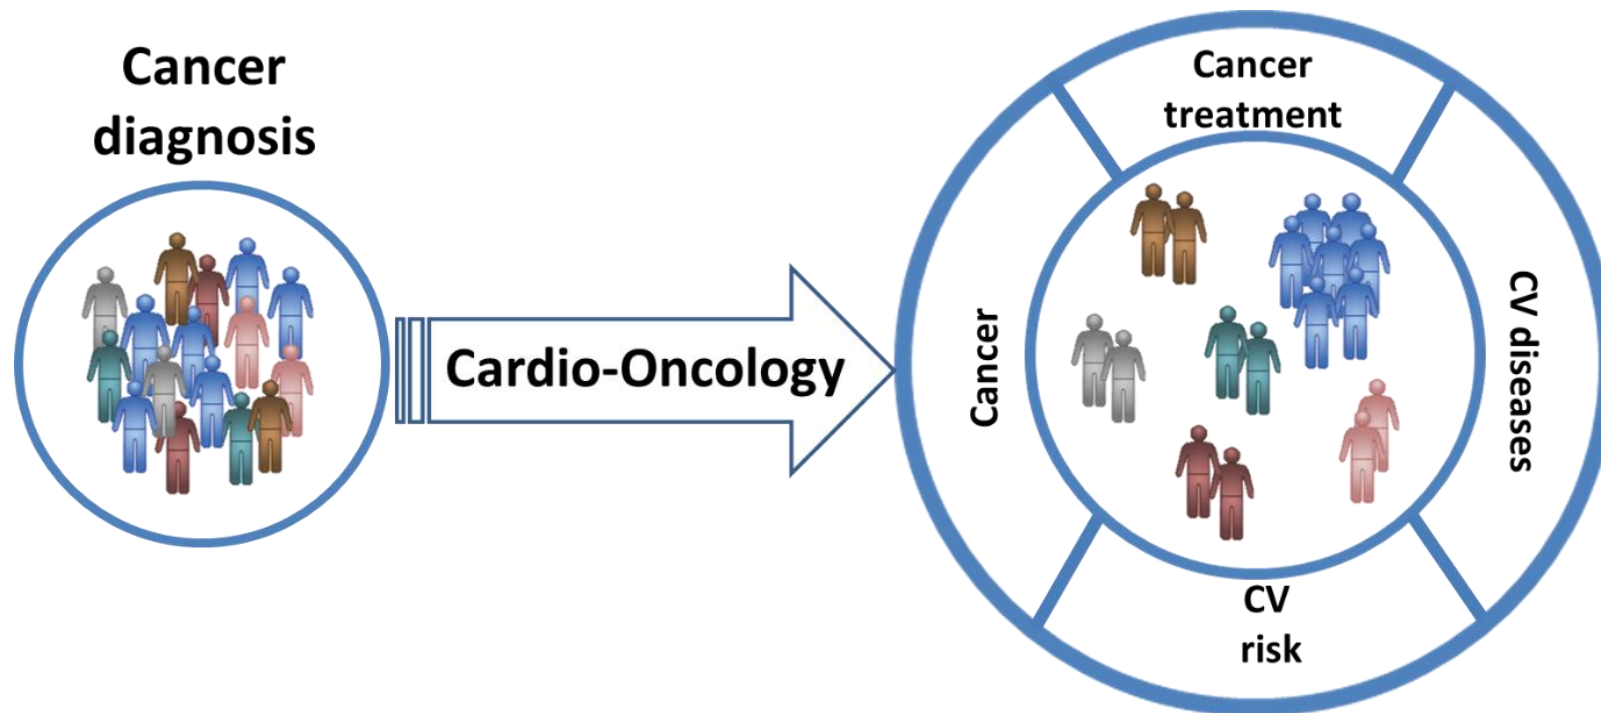 Cancer
diagnosis
Cardio-Oncology
Cancer
treatment
Cancer
CV diseases
CV
risk